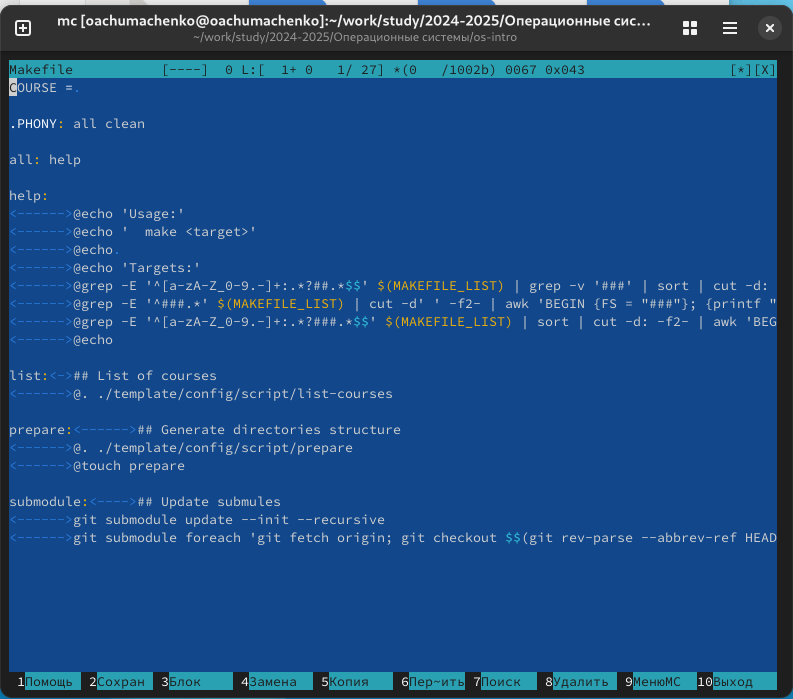 mc [oachumachenko@oachumachenko]:~/work/study/2024-2025/Операционные сис...
~/work/study/2024-2025/Операционные системы/os-intro
Makefile [----] 0 L:[ 1+ 0 1/ 27] *(0 /1002b) 0067 0x043 [*][X]
COURSE =.
.PHONY: all clean
all: help
help:
<------>@echo 'Usage:'
<------>@echo '  make <target>'
<------>@echo.
<------>@echo 'Targets:'
<------>@grep -E '^[a-zA-Z_0-9.-]+:.*?##.*$$' $(MAKEFILE_LIST) | grep -v '###' | sort | cut -d:
<------>@grep -E '^###.*' $(MAKEFILE_LIST) | cut -d' ' -f2- | awk 'BEGIN {FS = "###"}; {printf "
<------>@grep -E '^[a-zA-Z_0-9.-]+:.*?###.*$$' $(MAKEFILE_LIST) | sort | cut -d: -f2- | awk 'BEG
<------>@echo
list:<->## List of courses
<------>@. ./template/config/script/list-courses
prepare:<------>## Generate directories structure
<------>@. ./template/config/script/prepare
<------>@touch prepare
submodule:<---->## Update submules
<------>git submodule update --init --recursive
<------>git submodule foreach 'git fetch origin; git checkout $$(git rev-parse --abbrev-ref HEAD
1Помощь 2Сохран 3Блок 4Замена 5Копия 6Пер~ить 7Поиск 8Удалить 9МенюMC 10Выход